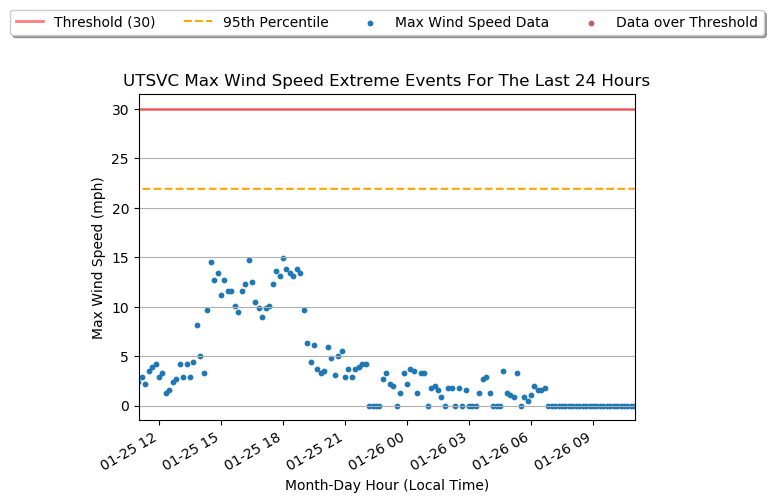 Threshold (30) 95th Percentile Max Wind Speed Data Data over Threshold
UTSVC Max Wind Speed Extreme Events For The Last 24 Hours
Max Wind Speed (mph)
30
25
20
15
10
5
0
01-25 12 01-25 15 01-25 18 01-25 21 01-26 00 01-26 03 01-26 06 01-26 09
Month-Day Hour (Local Time)